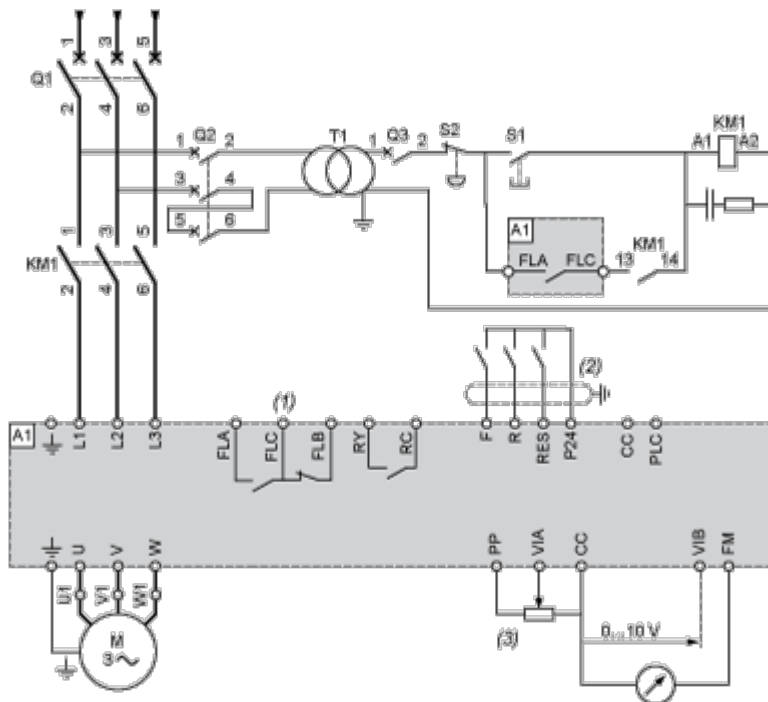 1 3 5
Q1
2 4 6
1 Q2 2
3 4
5 6
T1
1 Q3 2
S2
S1
KM1
A1 A2
A1
FLA FLC
KM1
13 14
1 3 5
KM1
2 4 6
(1)
(2)
A1
L1 L2 L3
FLA FLC FLB RY RC
F R RES P24 CC PLC
U V W
PP VIA CC VIB FM
U1 V1 W1
M
3
(3)
0...10 V